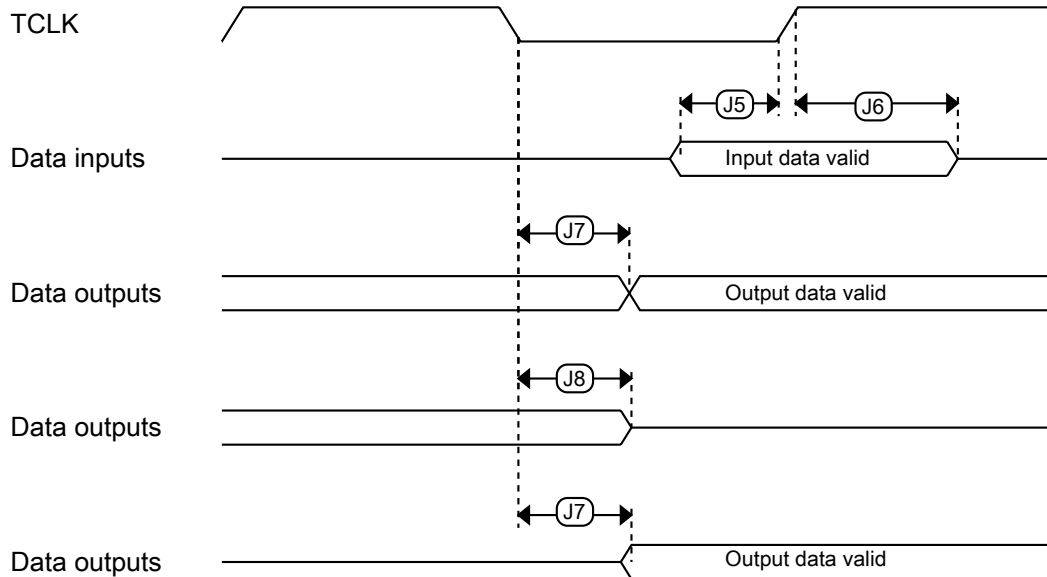 TCLK
J5
J6
Data inputs
Input data valid
J7
Data outputs
Output data valid
J8
Data outputs
J7
Data outputs
Output data valid